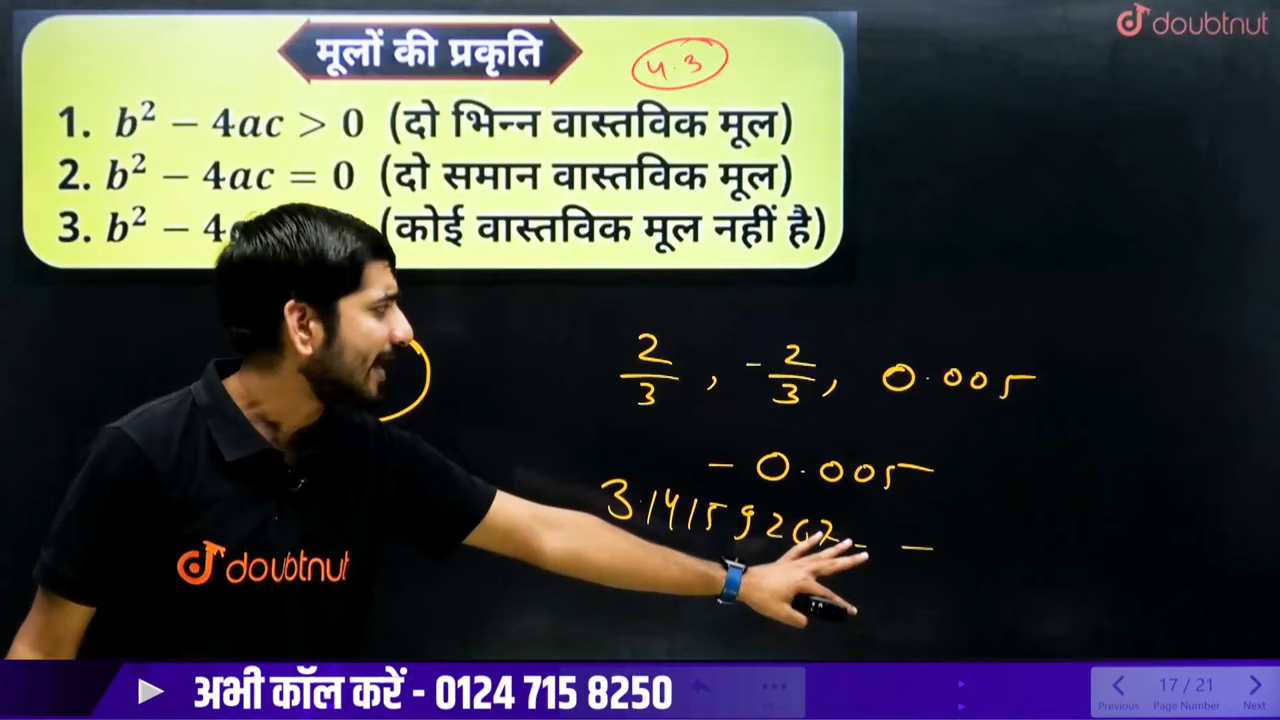 doubtnut
मूलों की प्रकृति
4.3
1. b² − 4ac > 0 (दो भिन्न वास्तविक मूल)
2. b² − 4ac = 0 (दो समान वास्तविक मूल)
3. b² − 4 (कोई वास्तविक मूल नहीं है)
2/3 , -2/3, 0.005
- 0.005
3.1415926
doubtnut
अभी कॉल करें - 0124 715 8250
17 / 21
Previous Page Number Next